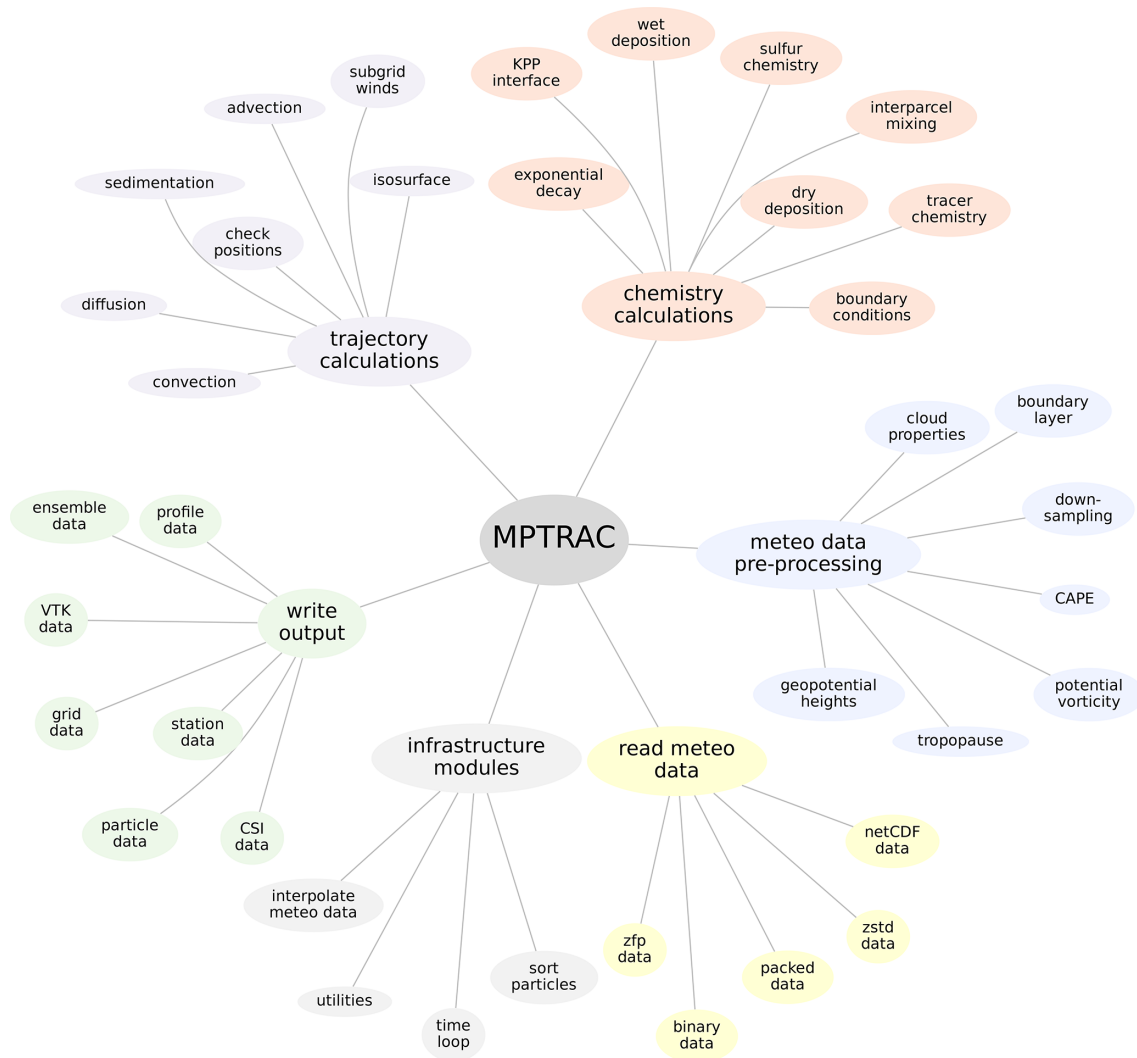 wet
deposition
sulfur
chemistry
KPP
interface
subgrid
winds
advection
interparcel
mixing
exponential
decay
isosurface
sedimentation
dry
deposition
tracer
chemistry
check
positions
chemistry
calculations
boundary
conditions
diffusion
trajectory
calculations
convection
boundary
layer
cloud
properties
ensemble
data
profile
data
down-
sampling
MPTRAC
meteo data
pre-processing
CAPE
VTK
data
write
output
geopotential
heights
potential
vorticity
grid
data
station
data
tropopause
infrastructure
modules
read meteo
data
particle
data
CSI
data
netCDF
data
interpolate
meteo data
zfp
data
zstd
data
sort
particles
packed
data
utilities
time
loop
binary
data